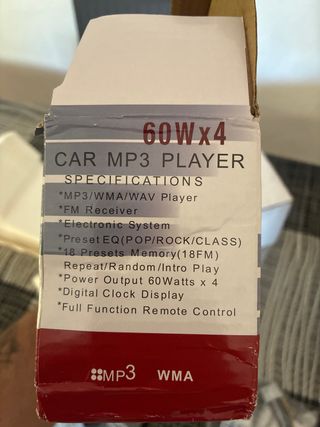 60Wx4
CAR MP3 PLAYER
SPECIFICATIONS
*MP3/WMA/WAV Player
*FM Receiver
*Electronic System
*Preset EQ(POP/ROCK/CLASS)
*18 Presets Memory(18FM)
Repeat/Random/Intro Play
*Power Output 60Watts x 4
*Digital Clock Display
*Full Function Remote Control
MP3 WMA